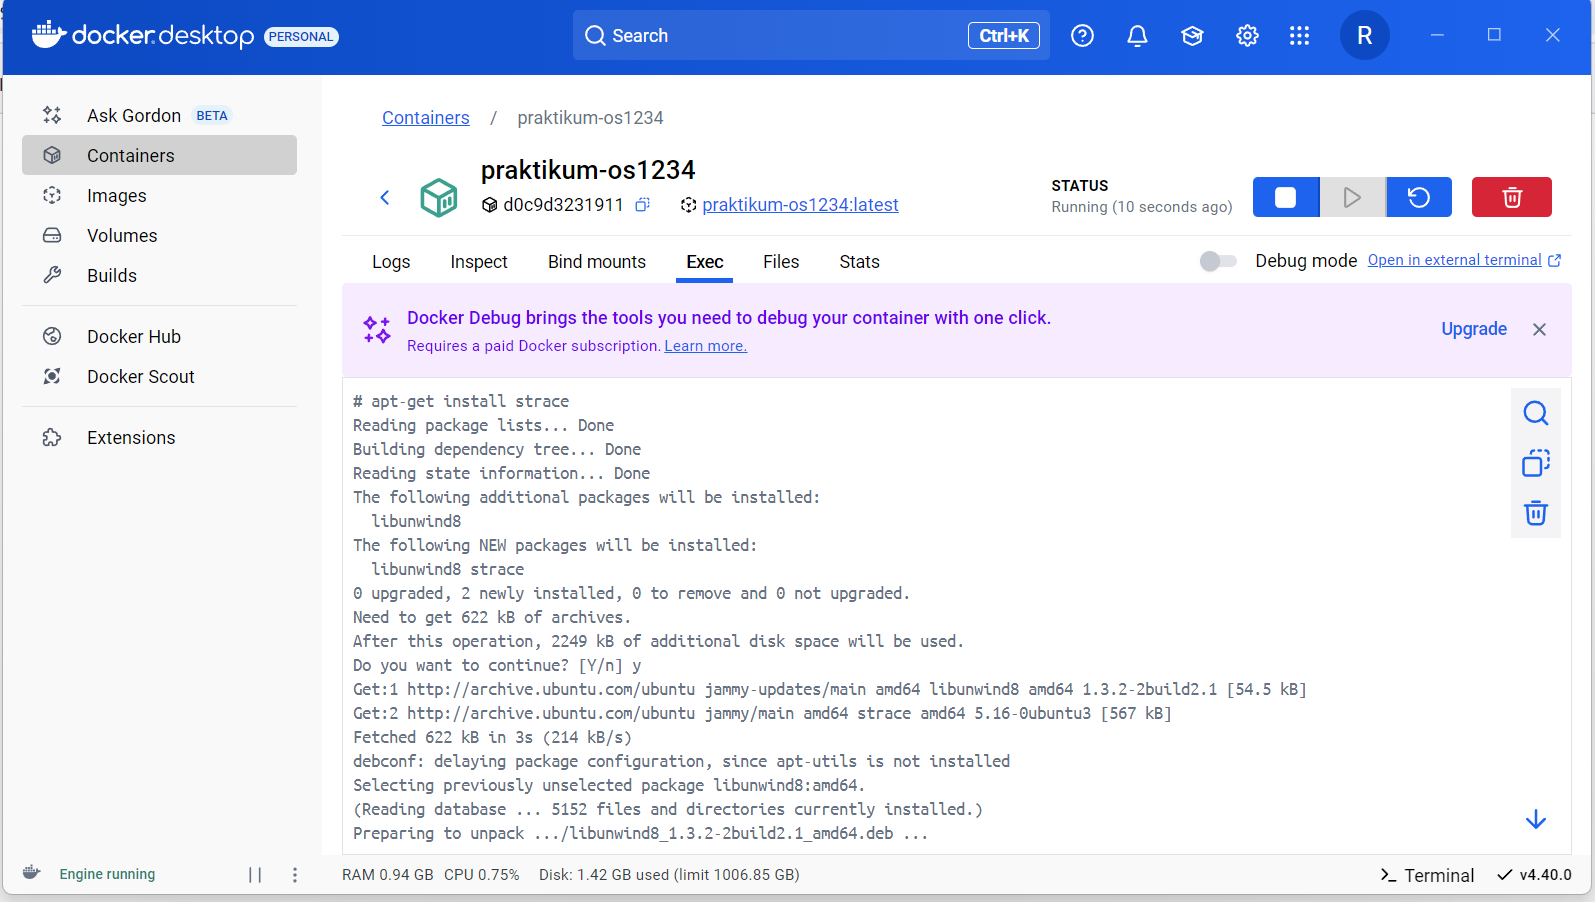 docker.desktop PERSONAL
Search
Ctrl+K
R
Ask Gordon BETA
Containers
Images
Volumes
Builds
Docker Hub
Docker Scout
Extensions
Containers / praktikum-os1234
praktikum-os1234
d0c9d3231911
praktikum-os1234:latest
STATUS
Running (10 seconds ago)
Logs Inspect Bind mounts Exec Files Stats
Debug mode Open in external terminal
Docker Debug brings the tools you need to debug your container with one click.
Requires a paid Docker subscription. Learn more.
Upgrade
# apt-get install strace
Reading package lists... Done
Building dependency tree... Done
Reading state information... Done
The following additional packages will be installed:
  libunwind8
The following NEW packages will be installed:
  libunwind8 strace
0 upgraded, 2 newly installed, 0 to remove and 0 not upgraded.
Need to get 622 kB of archives.
After this operation, 2249 kB of additional disk space will be used.
Do you want to continue? [Y/n] y
Get:1 http://archive.ubuntu.com/ubuntu jammy-updates/main amd64 libunwind8 amd64 1.3.2-2build2.1 [54.5 kB]
Get:2 http://archive.ubuntu.com/ubuntu jammy/main amd64 strace amd64 5.16-0ubuntu3 [567 kB]
Fetched 622 kB in 3s (214 kB/s)
debconf: delaying package configuration, since apt-utils is not installed
Selecting previously unselected package libunwind8:amd64.
(Reading database ... 5152 files and directories currently installed.)
Preparing to unpack .../libunwind8_1.3.2-2build2.1_amd64.deb ...
Engine running
RAM 0.94 GB CPU 0.75% Disk: 1.42 GB used (limit 1006.85 GB)
Terminal
v4.40.0